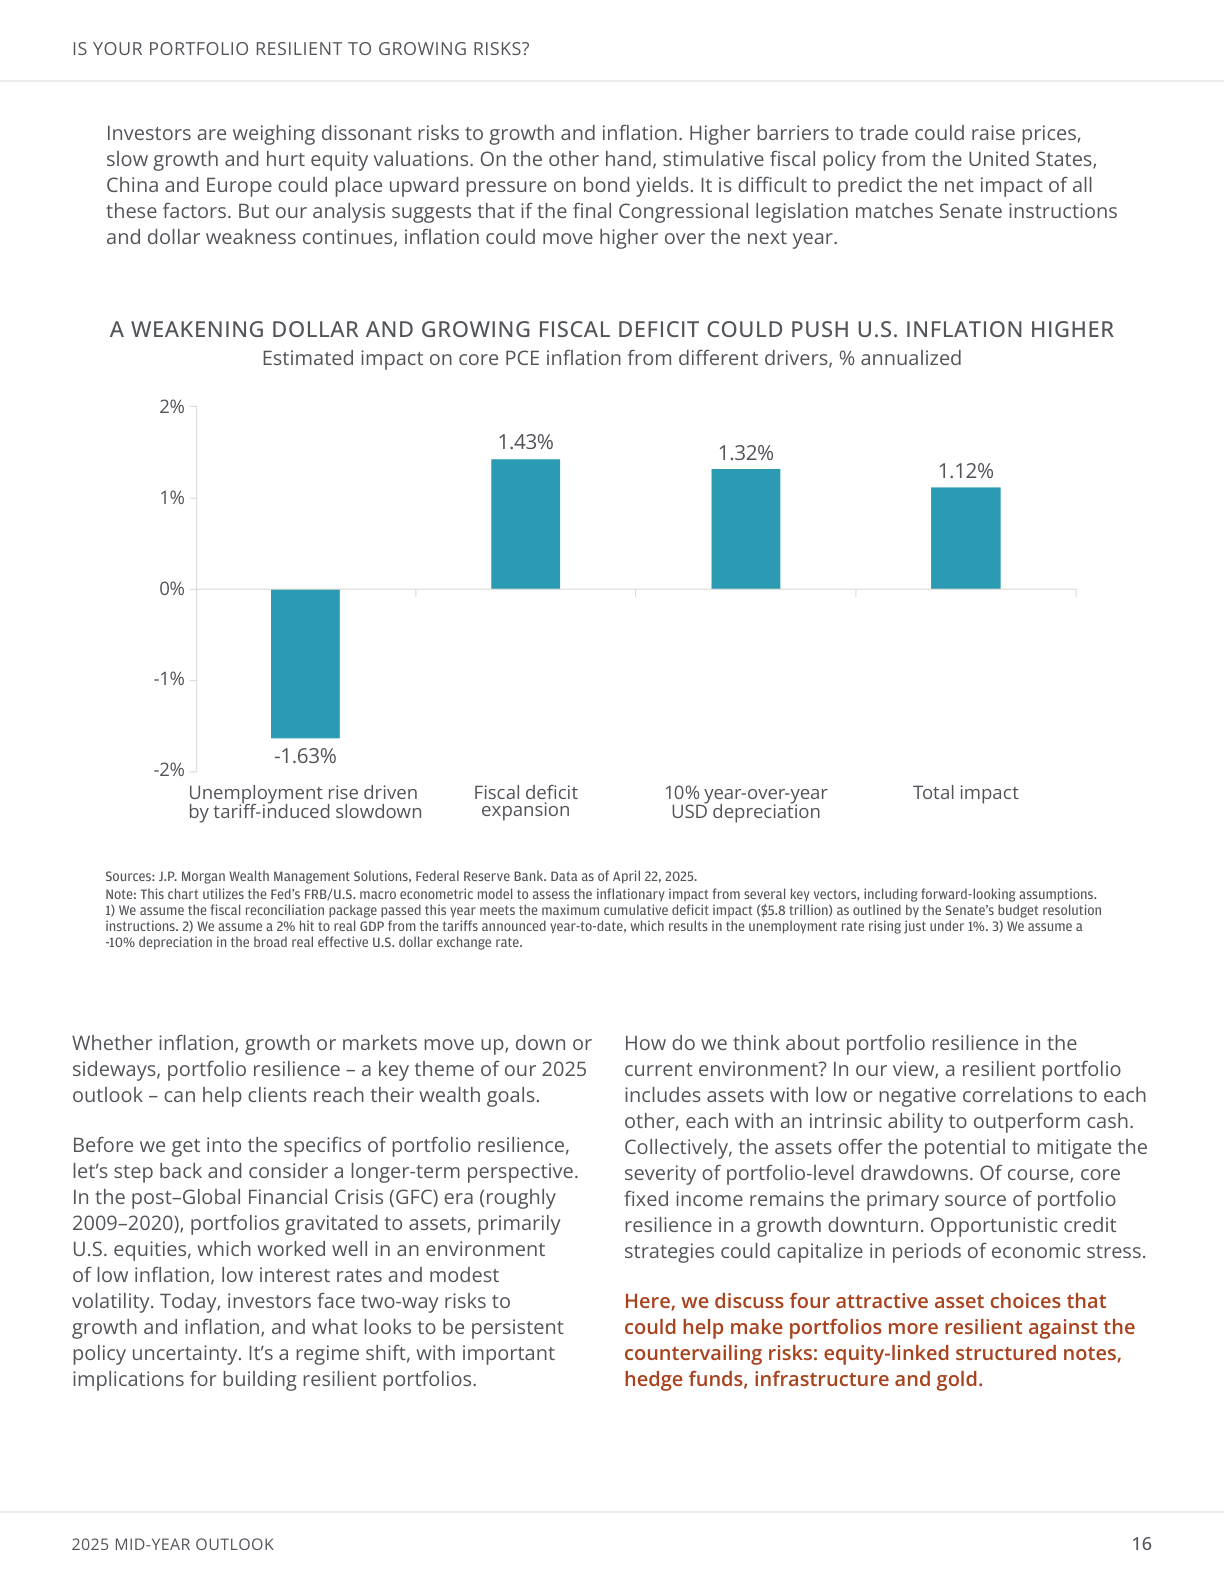 IS YOUR PORTFOLIO RESILIENT TO GROWING RISKS?
Investors are weighing dissonant risks to growth and inflation. Higher barriers to trade could raise prices,
slow growth and hurt equity valuations. On the other hand, stimulative fiscal policy from the United States,
China and Europe could place upward pressure on bond yields. It is difficult to predict the net impact of all
these factors. But our analysis suggests that if the final Congressional legislation matches Senate instructions
and dollar weakness continues, inflation could move higher over the next year.
A WEAKENING DOLLAR AND GROWING FISCAL DEFICIT COULD PUSH U.S. INFLATION HIGHER
Estimated impact on core PCE inflation from different drivers, % annualized
2%
1%
0%
-1%
-2%
-1.63%
1.43%
1.32%
1.12%
Unemployment rise driven
by tariff-induced slowdown
Fiscal deficit
expansion
10% year-over-year
USD depreciation
Total impact
Sources: J.P. Morgan Wealth Management Solutions, Federal Reserve Bank. Data as of April 22, 2025.
Note: This chart utilizes the Fed's FRB/U.S. macro econometric model to assess the inflationary impact from several key vectors, including forward-looking assumptions.
1) We assume the fiscal reconciliation package passed this year meets the maximum cumulative deficit impact ($5.8 trillion) as outlined by the Senate's budget resolution
instructions. 2) We assume a 2% hit to real GDP from the tariffs announced year-to-date, which results in the unemployment rate rising just under 1%. 3) We assume a
-10% depreciation in the broad real effective U.S. dollar exchange rate.
Whether inflation, growth or markets move up, down or
sideways, portfolio resilience – a key theme of our 2025
outlook – can help clients reach their wealth goals.
Before we get into the specifics of portfolio resilience,
let's step back and consider a longer-term perspective.
In the post–Global Financial Crisis (GFC) era (roughly
2009–2020), portfolios gravitated to assets, primarily
U.S. equities, which worked well in an environment
of low inflation, low interest rates and modest
volatility. Today, investors face two-way risks to
growth and inflation, and what looks to be persistent
policy uncertainty. It's a regime shift, with important
implications for building resilient portfolios.
How do we think about portfolio resilience in the
current environment? In our view, a resilient portfolio
includes assets with low or negative correlations to each
other, each with an intrinsic ability to outperform cash.
Collectively, the assets offer the potential to mitigate the
severity of portfolio-level drawdowns. Of course, core
fixed income remains the primary source of portfolio
resilience in a growth downturn. Opportunistic credit
strategies could capitalize in periods of economic stress.
Here, we discuss four attractive asset choices that
could help make portfolios more resilient against the
countervailing risks: equity-linked structured notes,
hedge funds, infrastructure and gold.
2025 MID-YEAR OUTLOOK
16